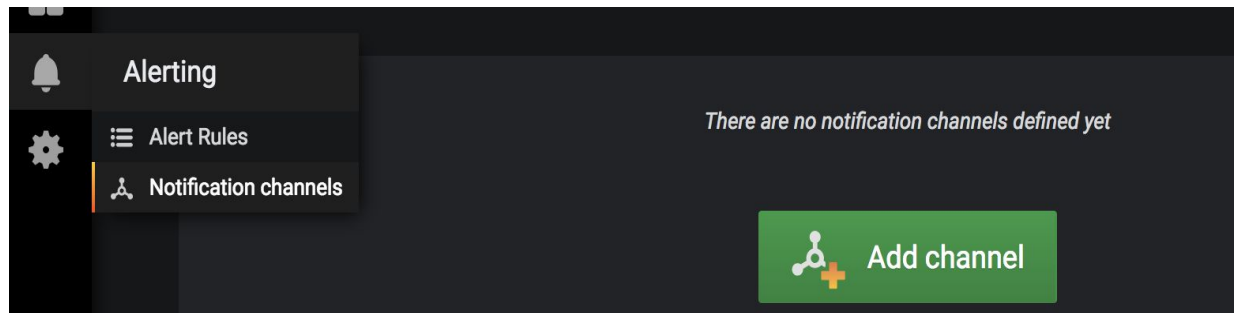 Alerting
Alert Rules
Notification channels
There are no notification channels defined yet
Add channel